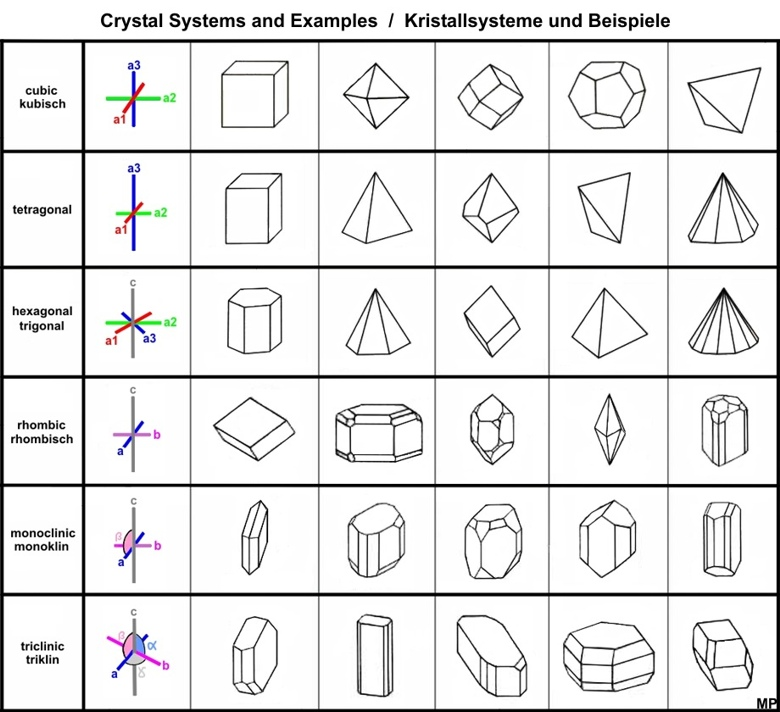 Crystal Systems and Examples / Kristallsysteme und Beispiele
cubic
kubisch
a3
a2
a1
tetragonal
a3
a2
a1
hexagonal
trigonal
c
a2
a1
a3
rhombic
rhombisch
c
b
a
monoclinic
monoklin
c
β
b
a
triclinic
triklin
c
β
α
b
a
γ
MP